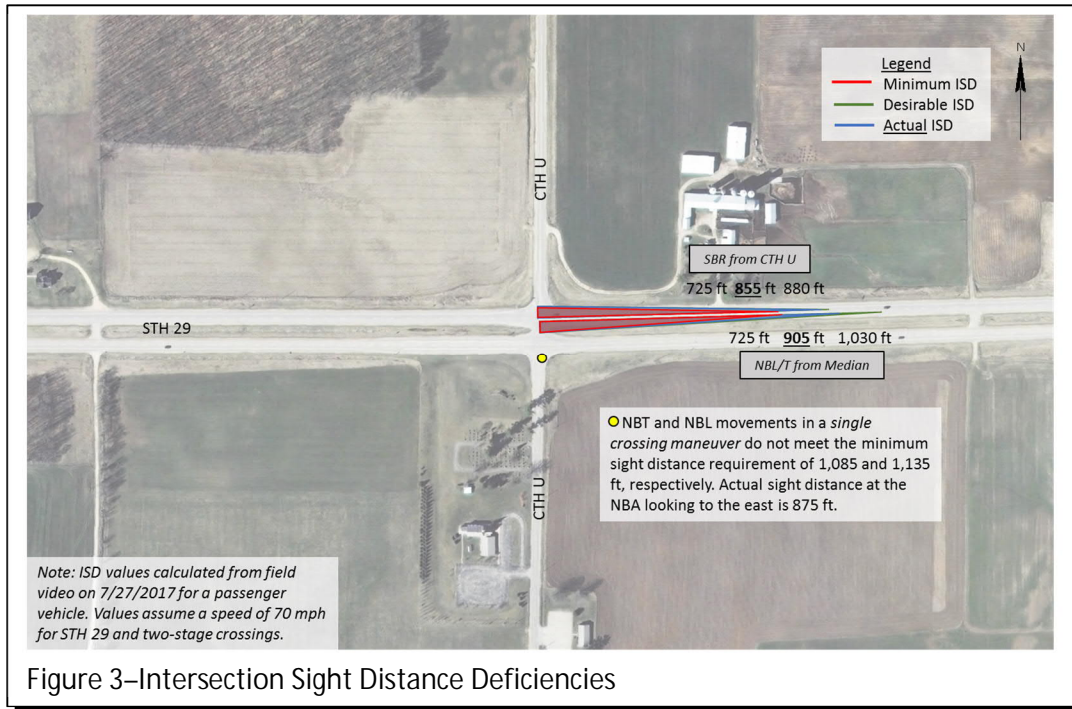 N
Legend
Minimum ISD
Desirable ISD
Actual ISD
CTH U
SBR from CTH U
725 ft 855 ft 880 ft
STH 29
725 ft 905 ft 1,030 ft
NBL/T from Median
NBT and NBL movements in a single
crossing maneuver do not meet the minimum
sight distance requirement of 1,085 and 1,135
ft, respectively. Actual sight distance at the
NBA looking to the east is 875 ft.
CTH U
Note: ISD values calculated from field
video on 7/27/2017 for a passenger
vehicle. Values assume a speed of 70 mph
for STH 29 and two-stage crossings.
Figure 3–Intersection Sight Distance Deficiencies